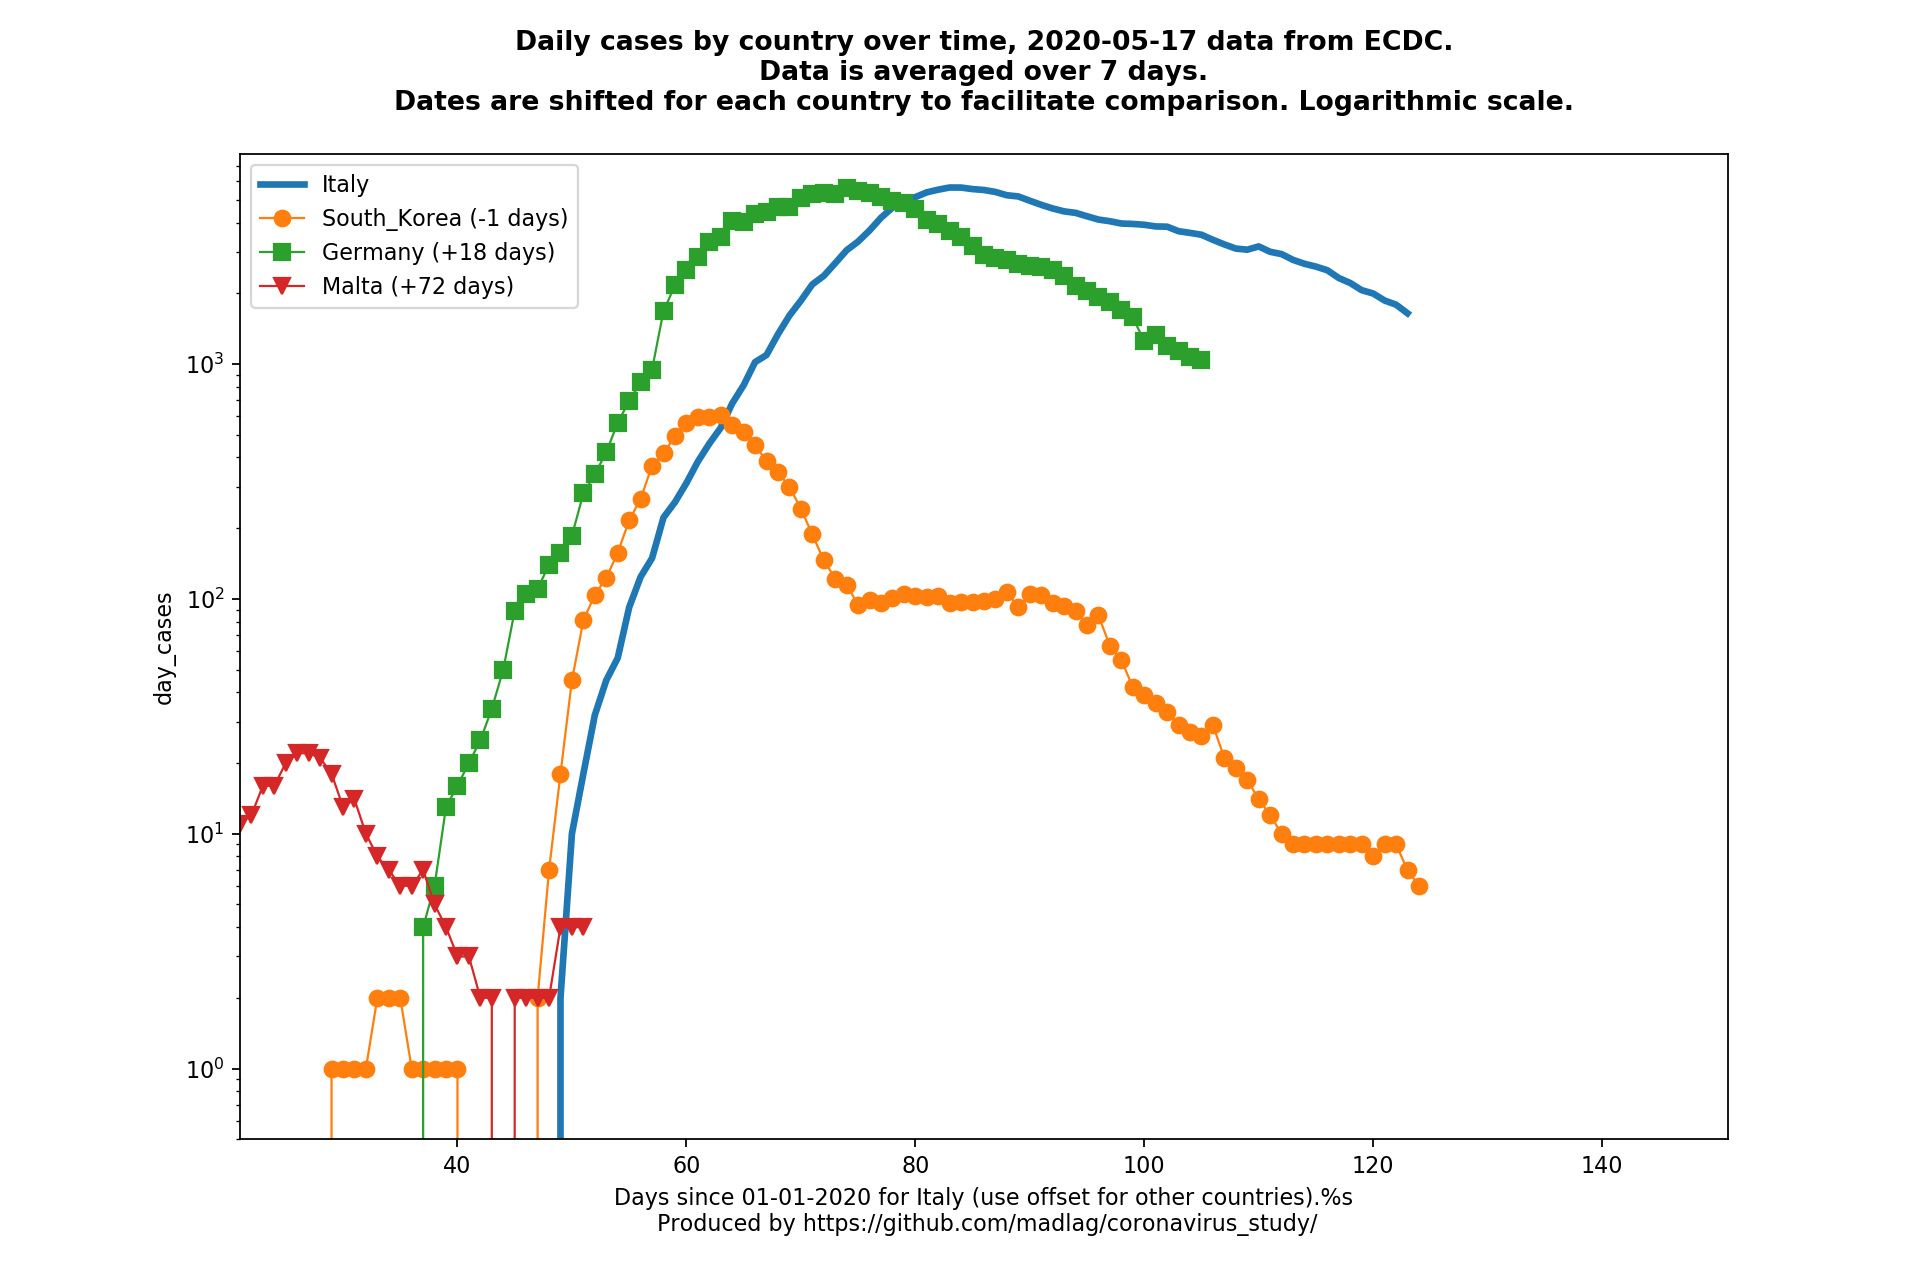 Daily cases by country over time, 2020-05-17 data from ECDC.
Data is averaged over 7 days.
Dates are shifted for each country to facilitate comparison. Logarithmic scale.
Italy
South_Korea (-1 days)
Germany (+18 days)
Malta (+72 days)
day_cases
10³
10²
10¹
10⁰
40 60 80 100 120 140
Days since 01-01-2020 for Italy (use offset for other countries).%s
Produced by https://github.com/madlag/coronavirus_study/